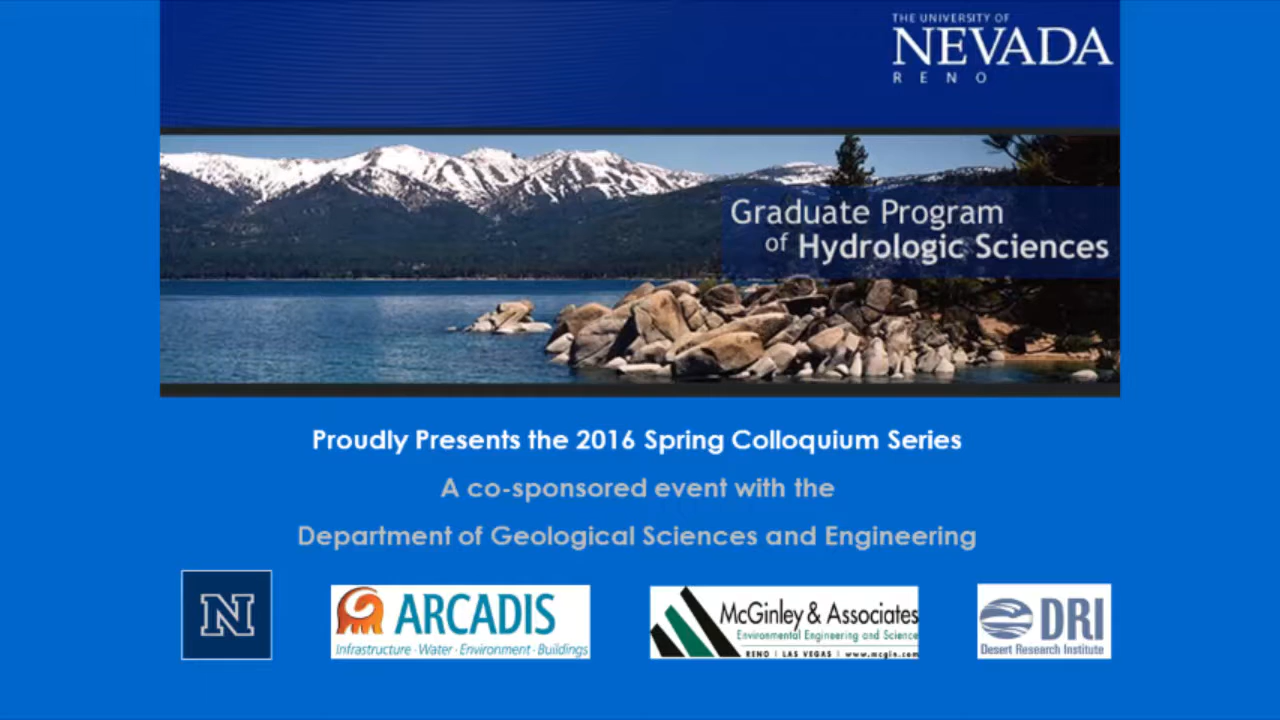 THE UNIVERSITY OF
NEVADA
RENO
Graduate Program
of Hydrologic Sciences
Proudly Presents the 2016 Spring Colloquium Series
A co-sponsored event with the
Department of Geological Sciences and Engineering
N
ARCADIS
Infrastructure · Water · Environment · Buildings
McGinley & Associates
Environmental Engineering and Science
RENO | LAS VEGAS | www.mcgin.com
DRI
Desert Research Institute